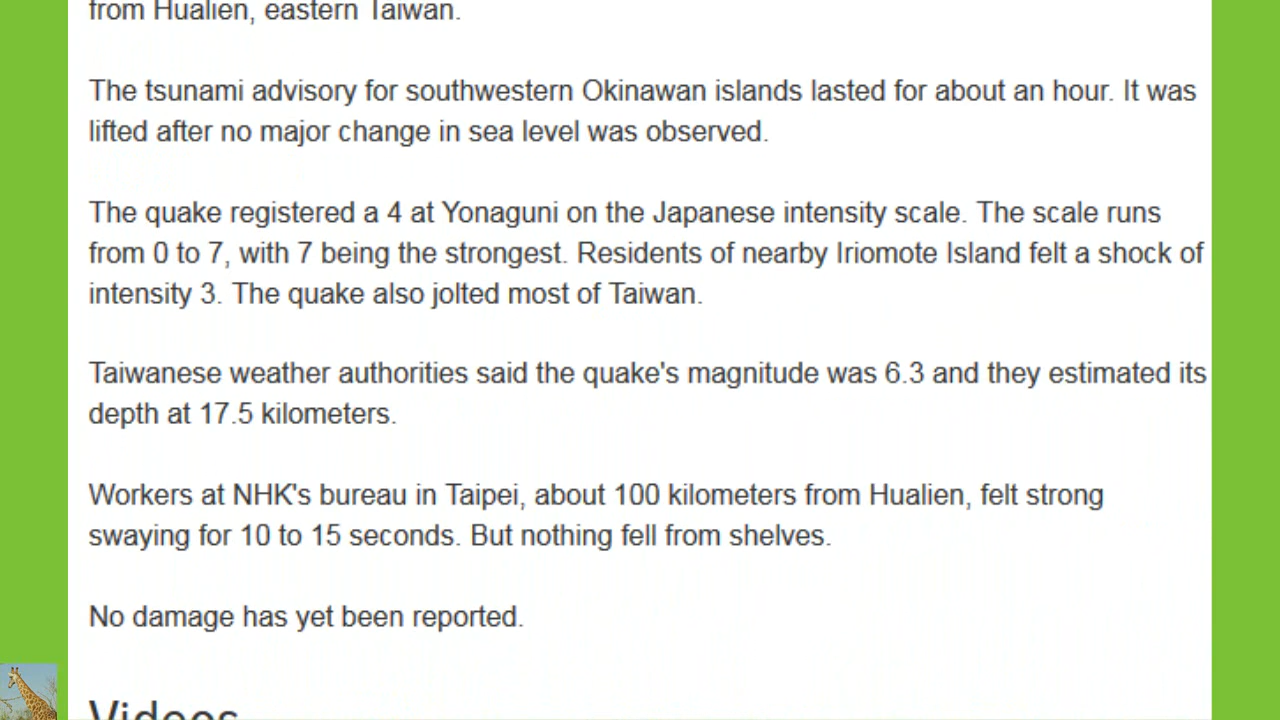 from Hualien, eastern Taiwan.
The tsunami advisory for southwestern Okinawan islands lasted for about an hour. It was
lifted after no major change in sea level was observed.
The quake registered a 4 at Yonaguni on the Japanese intensity scale. The scale runs
from 0 to 7, with 7 being the strongest. Residents of nearby Iriomote Island felt a shock of
intensity 3. The quake also jolted most of Taiwan.
Taiwanese weather authorities said the quake's magnitude was 6.3 and they estimated its
depth at 17.5 kilometers.
Workers at NHK's bureau in Taipei, about 100 kilometers from Hualien, felt strong
swaying for 10 to 15 seconds. But nothing fell from shelves.
No damage has yet been reported.
Videos